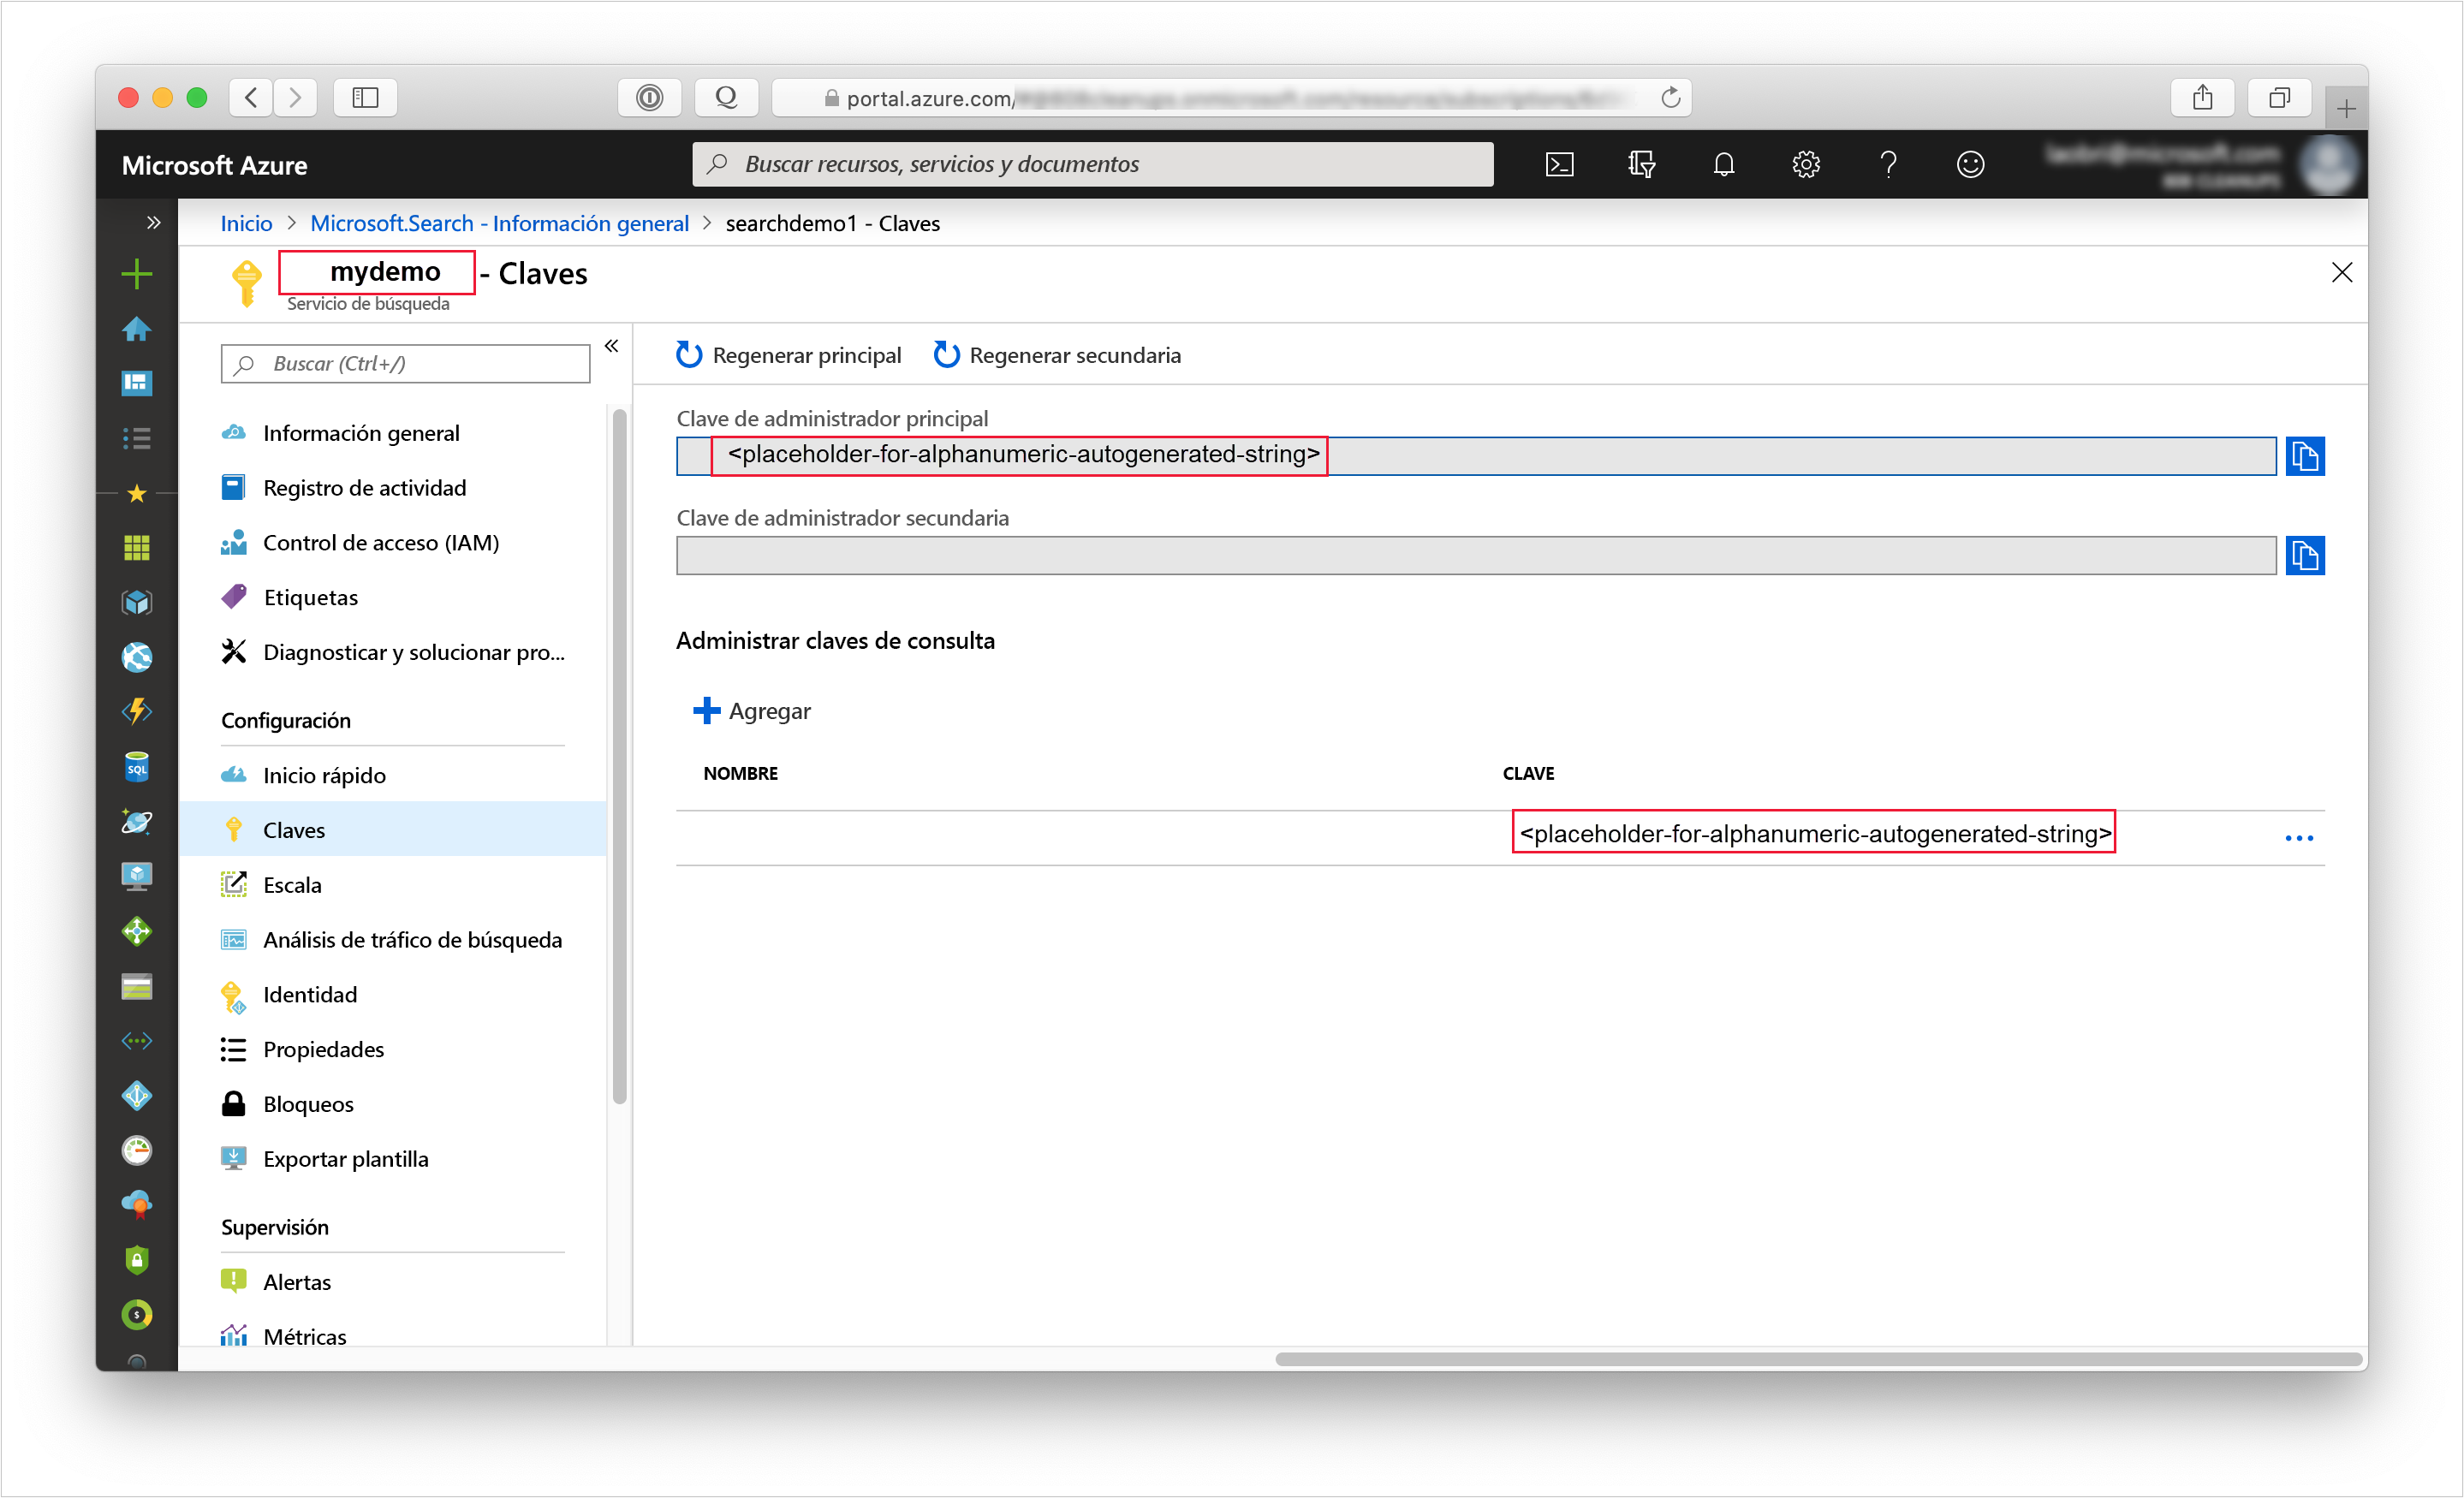 portal.azure.com/
Microsoft Azure
Buscar recursos, servicios y documentos
Inicio > Microsoft.Search - Información general > searchdemo1 - Claves
mydemo - Claves
Servicio de búsqueda
Buscar (Ctrl+/)
Información general
Registro de actividad
Control de acceso (IAM)
Etiquetas
Diagnosticar y solucionar pro...
Configuración
Inicio rápido
Claves
Escala
Análisis de tráfico de búsqueda
Identidad
Propiedades
Bloqueos
Exportar plantilla
Supervisión
Alertas
Métricas
Regenerar principal Regenerar secundaria
Clave de administrador principal
<placeholder-for-alphanumeric-autogenerated-string>
Clave de administrador secundaria
Administrar claves de consulta
Agregar
NOMBRE CLAVE
<placeholder-for-alphanumeric-autogenerated-string>
SQL